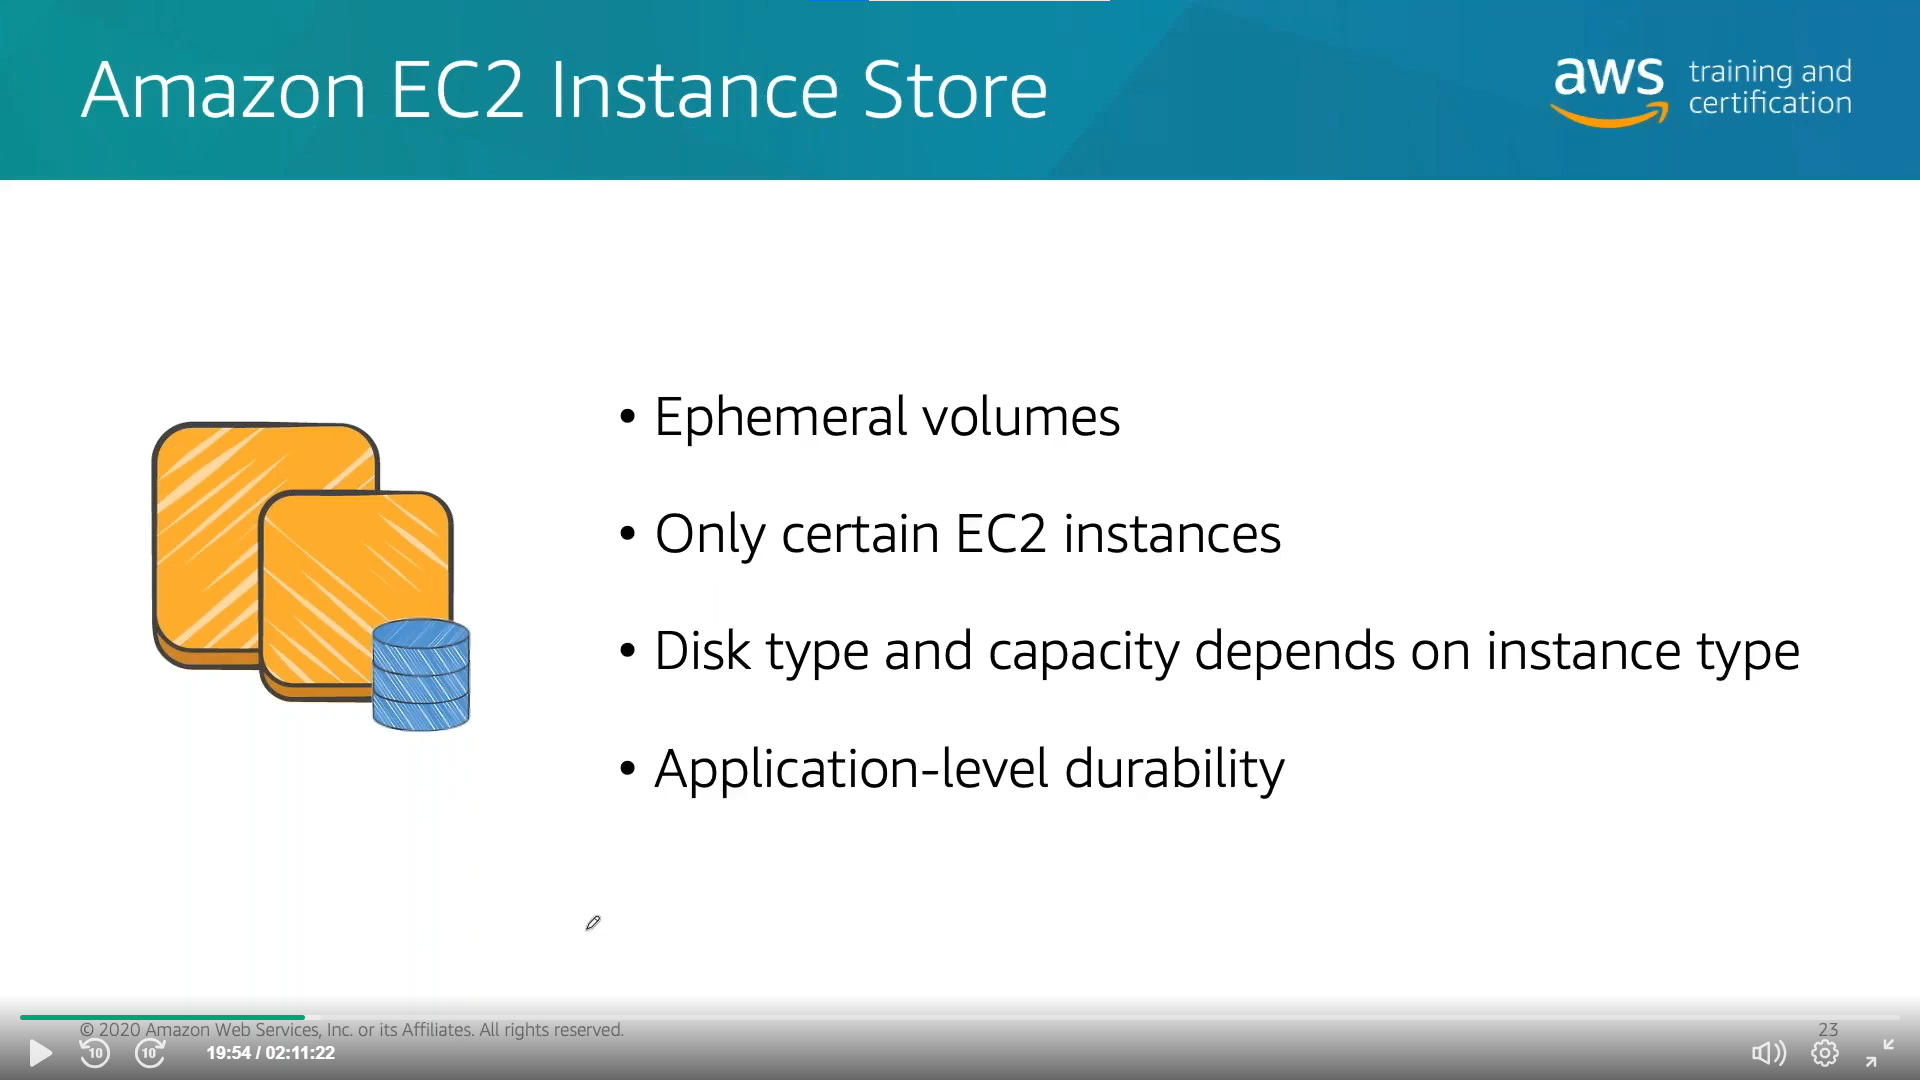 Amazon EC2 Instance Store
aws training and
certification
• Ephemeral volumes
• Only certain EC2 instances
• Disk type and capacity depends on instance type
• Application-level durability
© 2020 Amazon Web Services, Inc. or its Affiliates. All rights reserved.
23
10
10
19:54 / 02:11:22